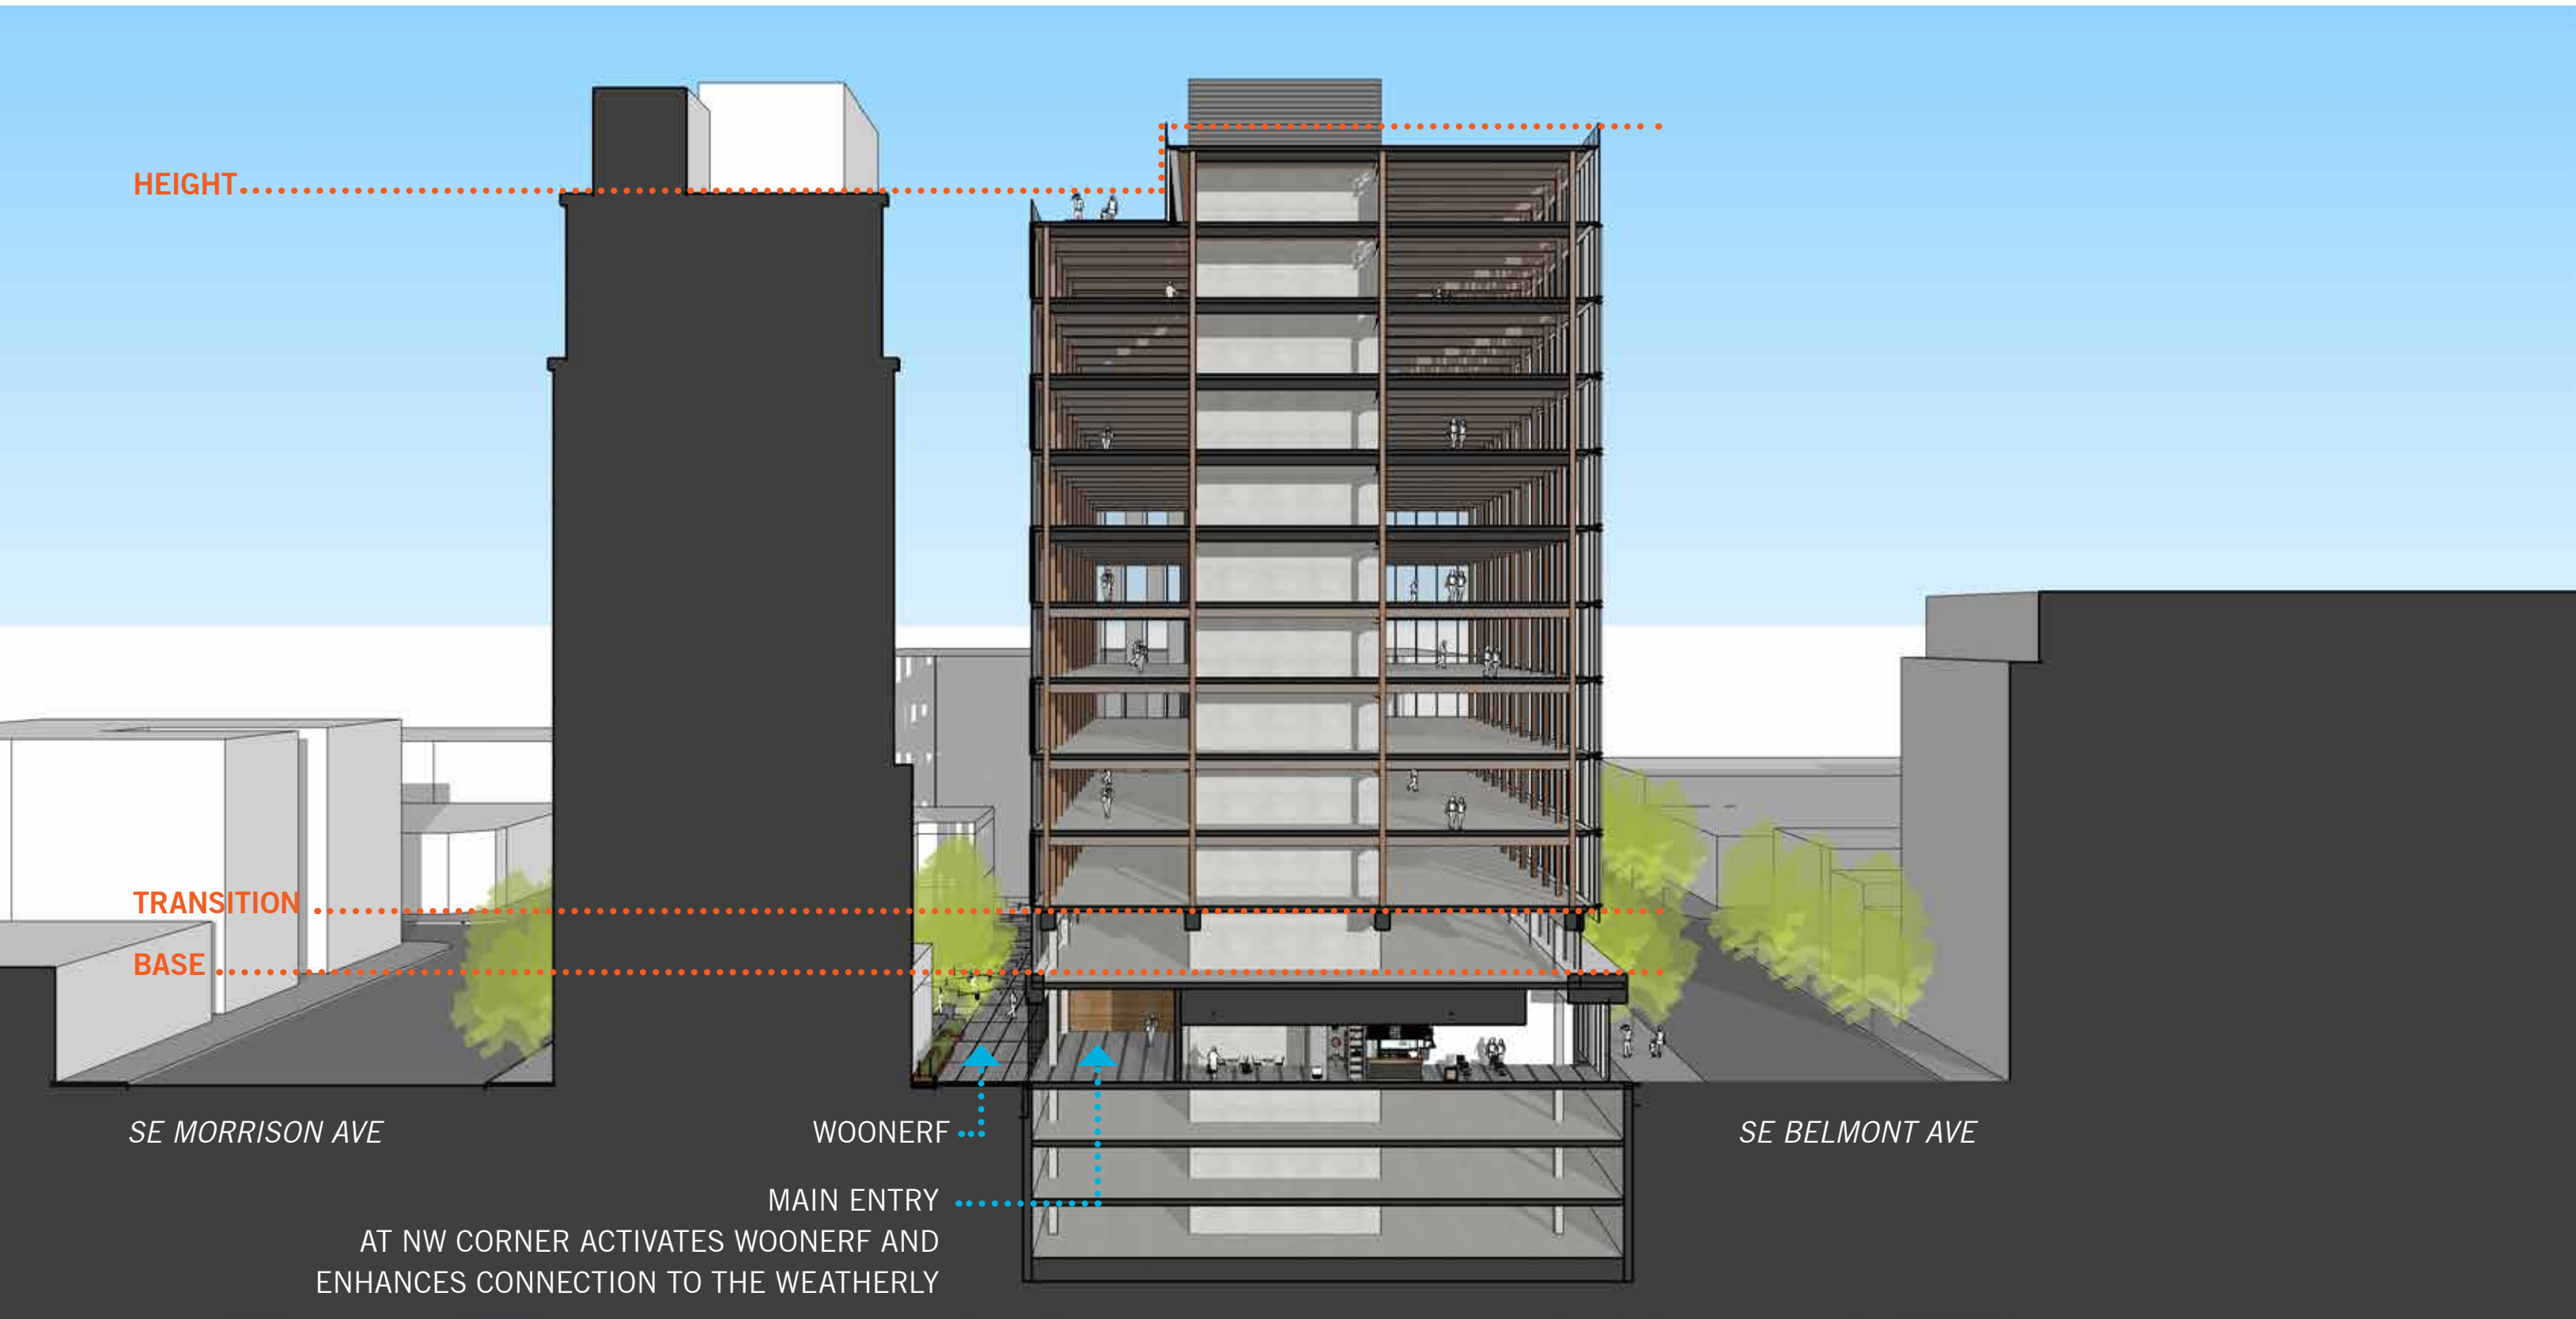 HEIGHT
TRANSITION
BASE
SE MORRISON AVE
WOONERF
SE BELMONT AVE
MAIN ENTRY
AT NW CORNER ACTIVATES WOONERF AND
ENHANCES CONNECTION TO THE WEATHERLY